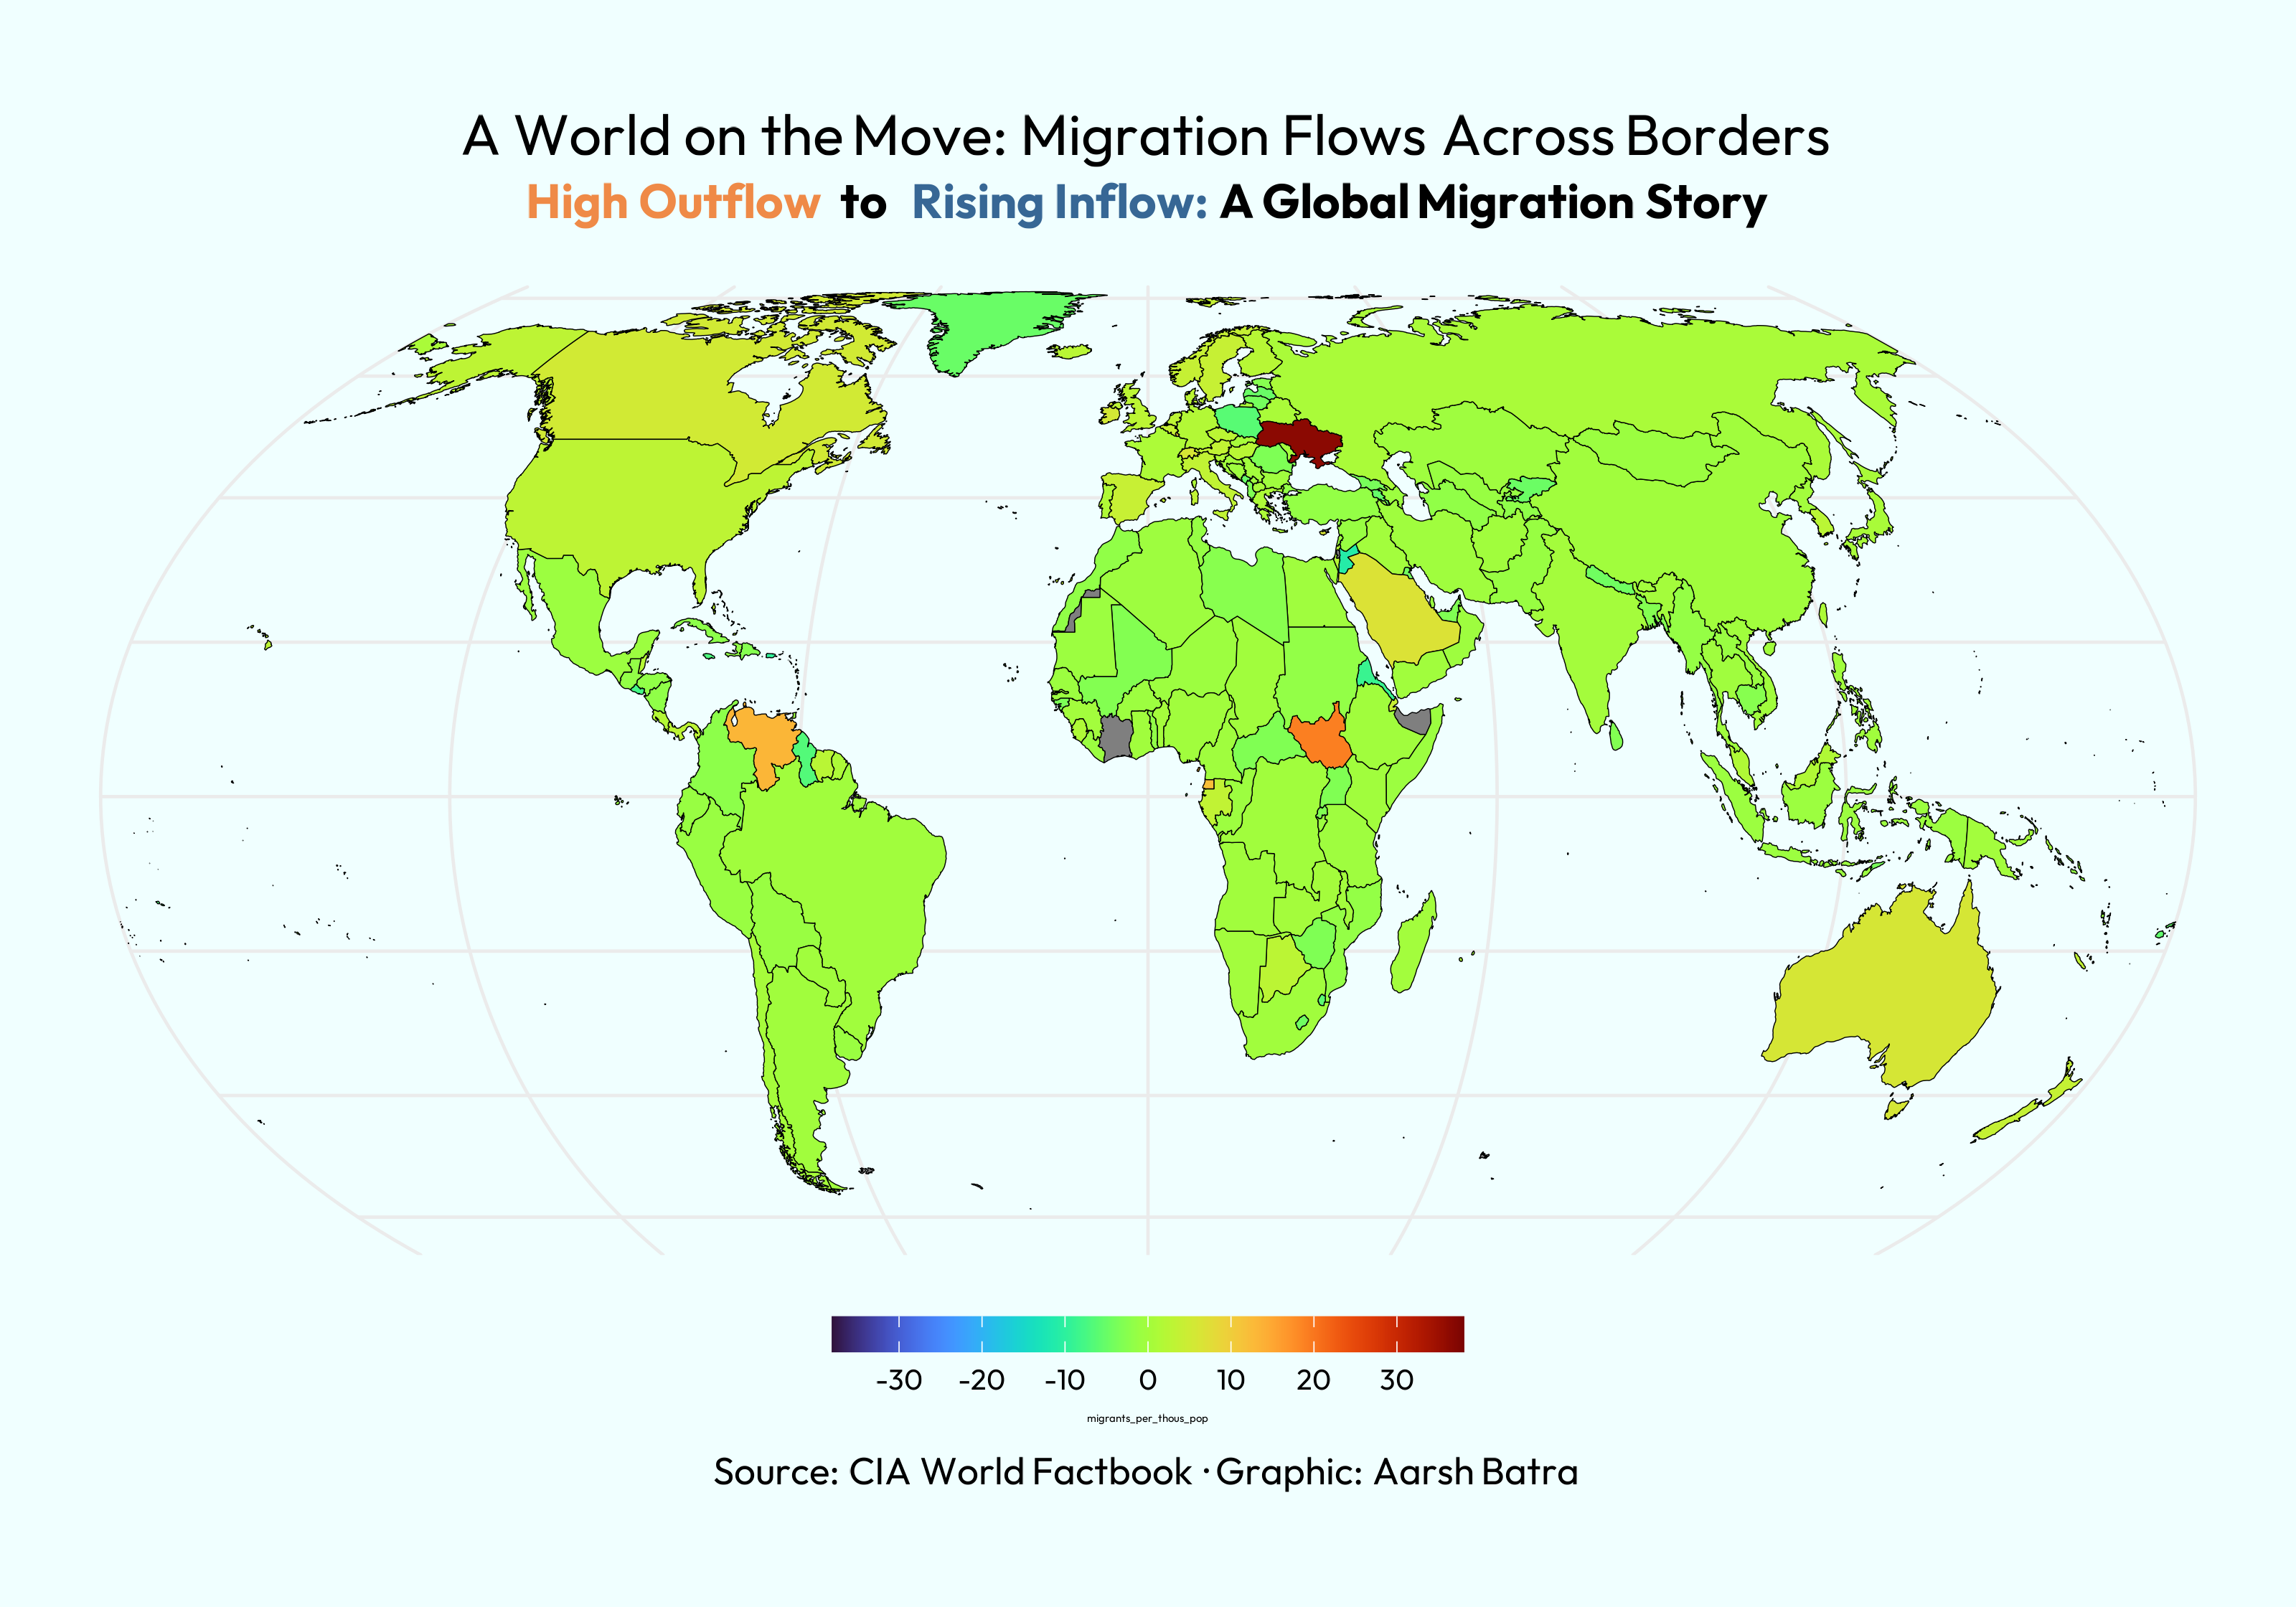 A World on the Move: Migration Flows Across Borders
High Outflow to Rising Inflow: A Global Migration Story
-30 -20 -10 0 10 20 30
migrants_per_thous_pop
Source: CIA World Factbook · Graphic: Aarsh Batra